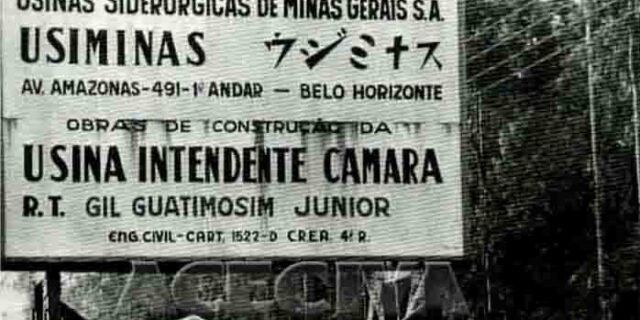 USINAS SIDERÚRGICAS DE MINAS GERAIS S.A.
USIMINAS ウジミナス
AV. AMAZONAS-491-1º ANDAR - BELO HORIZONTE
OBRAS DE CONSTRUÇÃO DA
USINA INTENDENTE CAMARA
R.T. GIL GUATIMOSIM JUNIOR
ENG. CIVIL-CART. 1522-D CREA. 4ª R.
ACECIVA